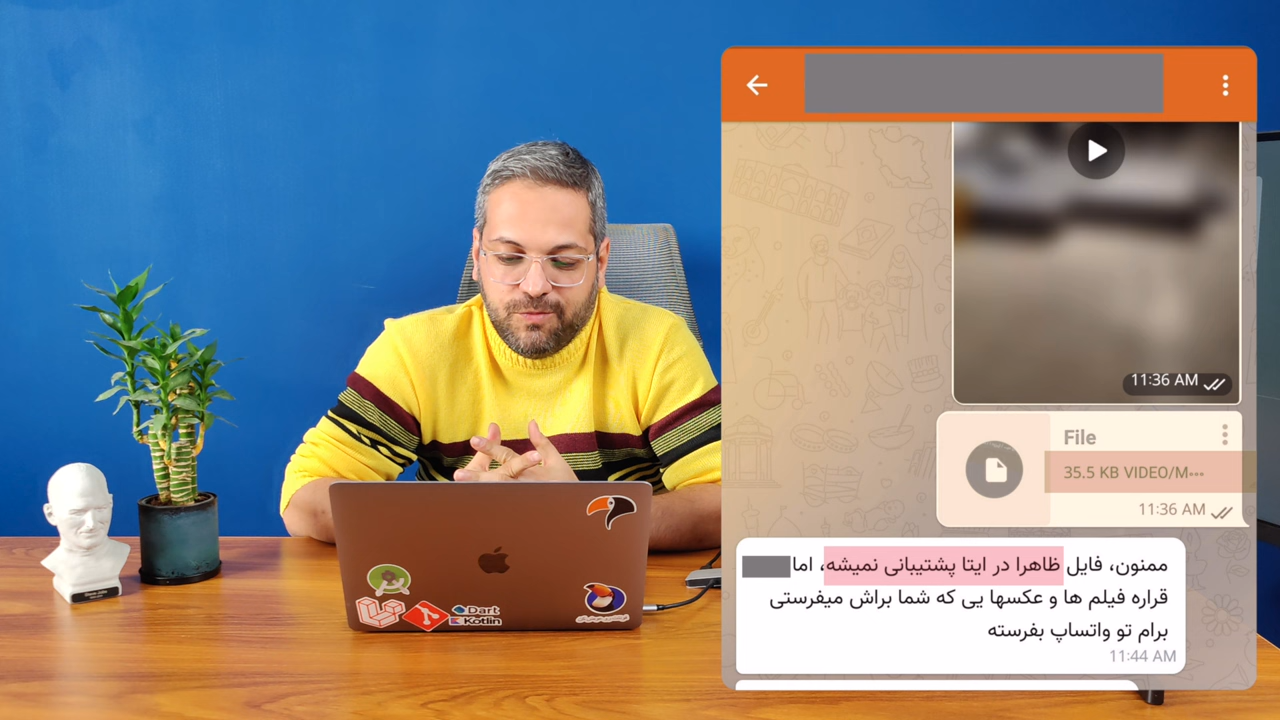 11:36 AM
File
35.5 KB VIDEO/M...
11:36 AM
ممنون، فایل ظاهرا در ایتا پشتیبانی نمیشه، اما
قراره فیلم ها و عکسها یی که شما براش میفرستی
برام تو واتساپ بفرسته
11:44 AM
Dart
Kotlin